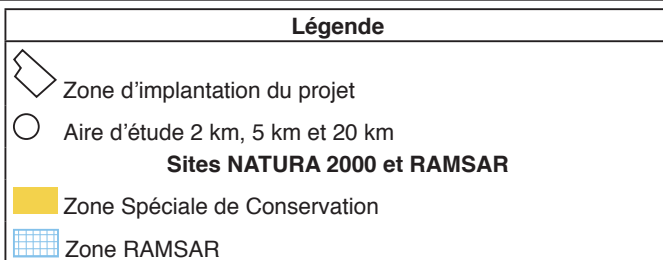 Légende
Zone d'implantation du projet
Aire d'étude 2 km, 5 km et 20 km
Sites NATURA 2000 et RAMSAR
Zone Spéciale de Conservation
Zone RAMSAR